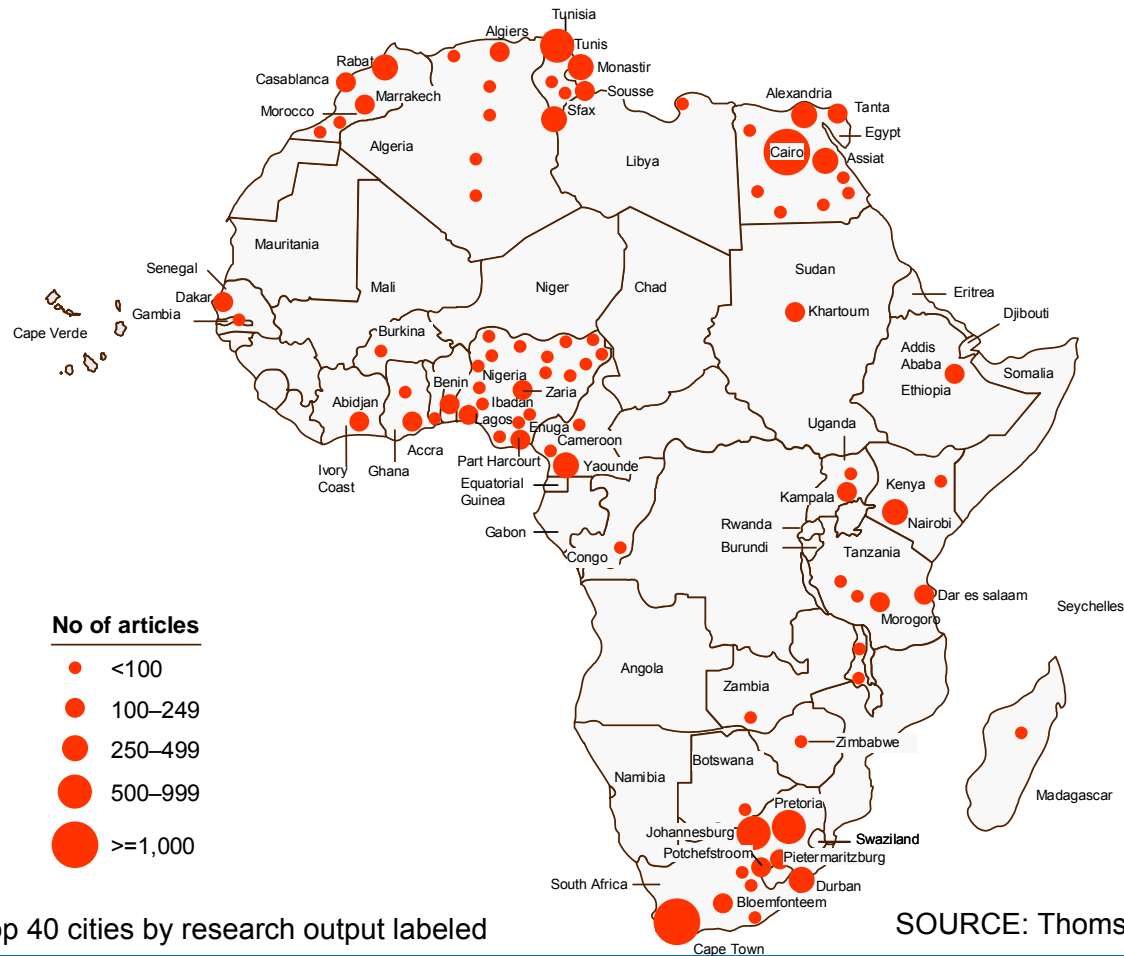 Tunisia
Algiers
Tunis
Rabat
Monastir
Casablanca
Marrakech
Sousse
Alexandria
Tanta
Morocco
Sfax
Egypt
Algeria
Cairo
Assiat
Libya
Mauritania
Senegal
Mali
Niger
Chad
Sudan
Dakar
Eritrea
Gambia
Khartoum
Djibouti
Cape Verde
Burkina
Addis
Ababa
Somalia
Nigeria
Benin
Zaria
Ethiopia
Abidjan
Ibadan
Lagos
Enuga
Uganda
Cameroon
Accra
Part Harcourt
Yaounde
Ivory
Coast
Ghana
Equatorial
Guinea
Kenya
Kampala
Nairobi
Gabon
Rwanda
Burundi
Congo
Tanzania
Dar es salaam
Seychelles
Morogoro
No of articles
<100
100–249
250–499
500–999
>=1,000
Angola
Zambia
Zimbabwe
Botswana
Namibia
Madagascar
Pretoria
Johannesburg
Swaziland
Potchefstroom
Pietermaritzburg
South Africa
Durban
Bloemfonteem
Cape Town
op 40 cities by research output labeled
SOURCE: Thoms